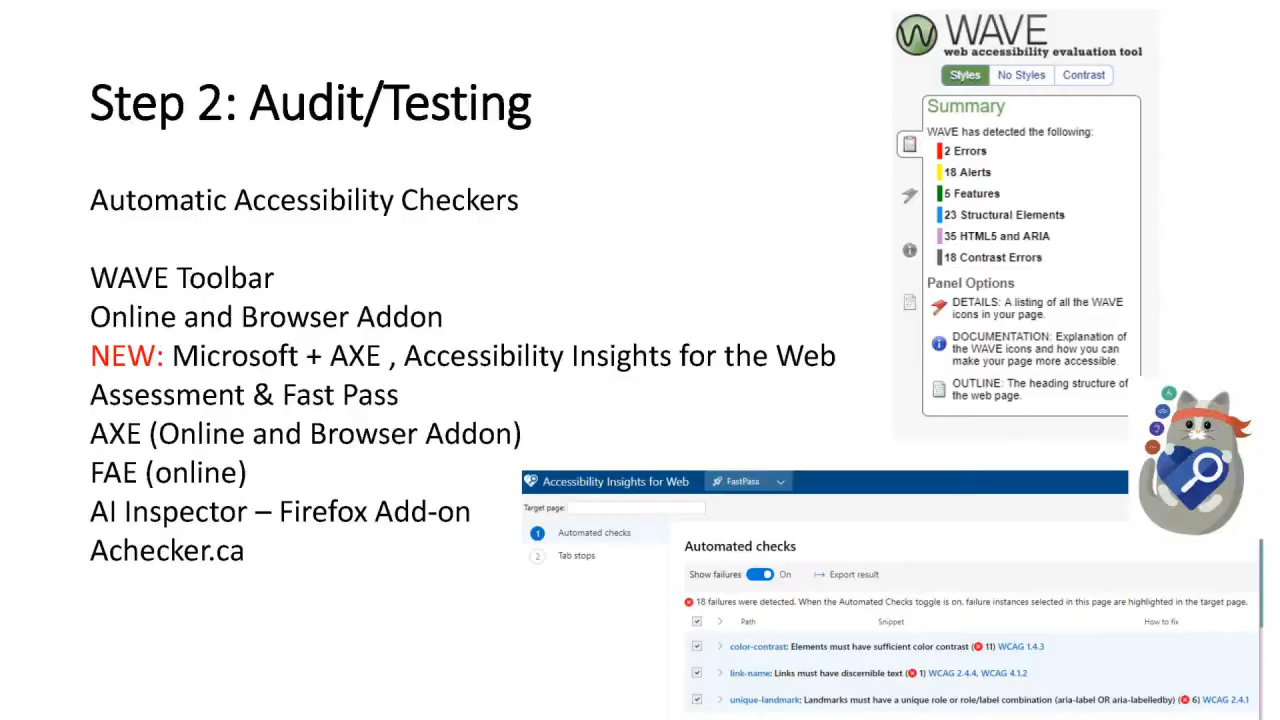 Step 2: Audit/Testing
Automatic Accessibility Checkers
WAVE Toolbar
Online and Browser Addon
NEW: Microsoft + AXE , Accessibility Insights for the Web
Assessment & Fast Pass
AXE (Online and Browser Addon)
FAE (online)
AI Inspector – Firefox Add-on
Achecker.ca
WAVE
web accessibility evaluation tool
Styles No Styles Contrast
Summary
WAVE has detected the following:
2 Errors
18 Alerts
5 Features
23 Structural Elements
35 HTML5 and ARIA
18 Contrast Errors
Panel Options
DETAILS: A listing of all the WAVE
icons in your page.
DOCUMENTATION: Explanation of
the WAVE icons and how you can
make your page more accessible.
OUTLINE: The heading structure of
the web page.
Accessibility Insights for Web FastPass
Target page:
1 Automated checks
2 Tab stops
Automated checks
Show failures On Export result
18 failures were detected. When the Automated Checks toggle is on, failure instances selected in this page are highlighted in the target page.
Path Snippet How to fix
color-contrast: Elements must have sufficient color contrast (11) WCAG 1.4.3
link-name: Links must have discernible text (1) WCAG 2.4.4, WCAG 4.1.2
unique-landmark: Landmarks must have a unique role or role/label combination (aria-label OR aria-labelledby) (6) WCAG 2.4.1